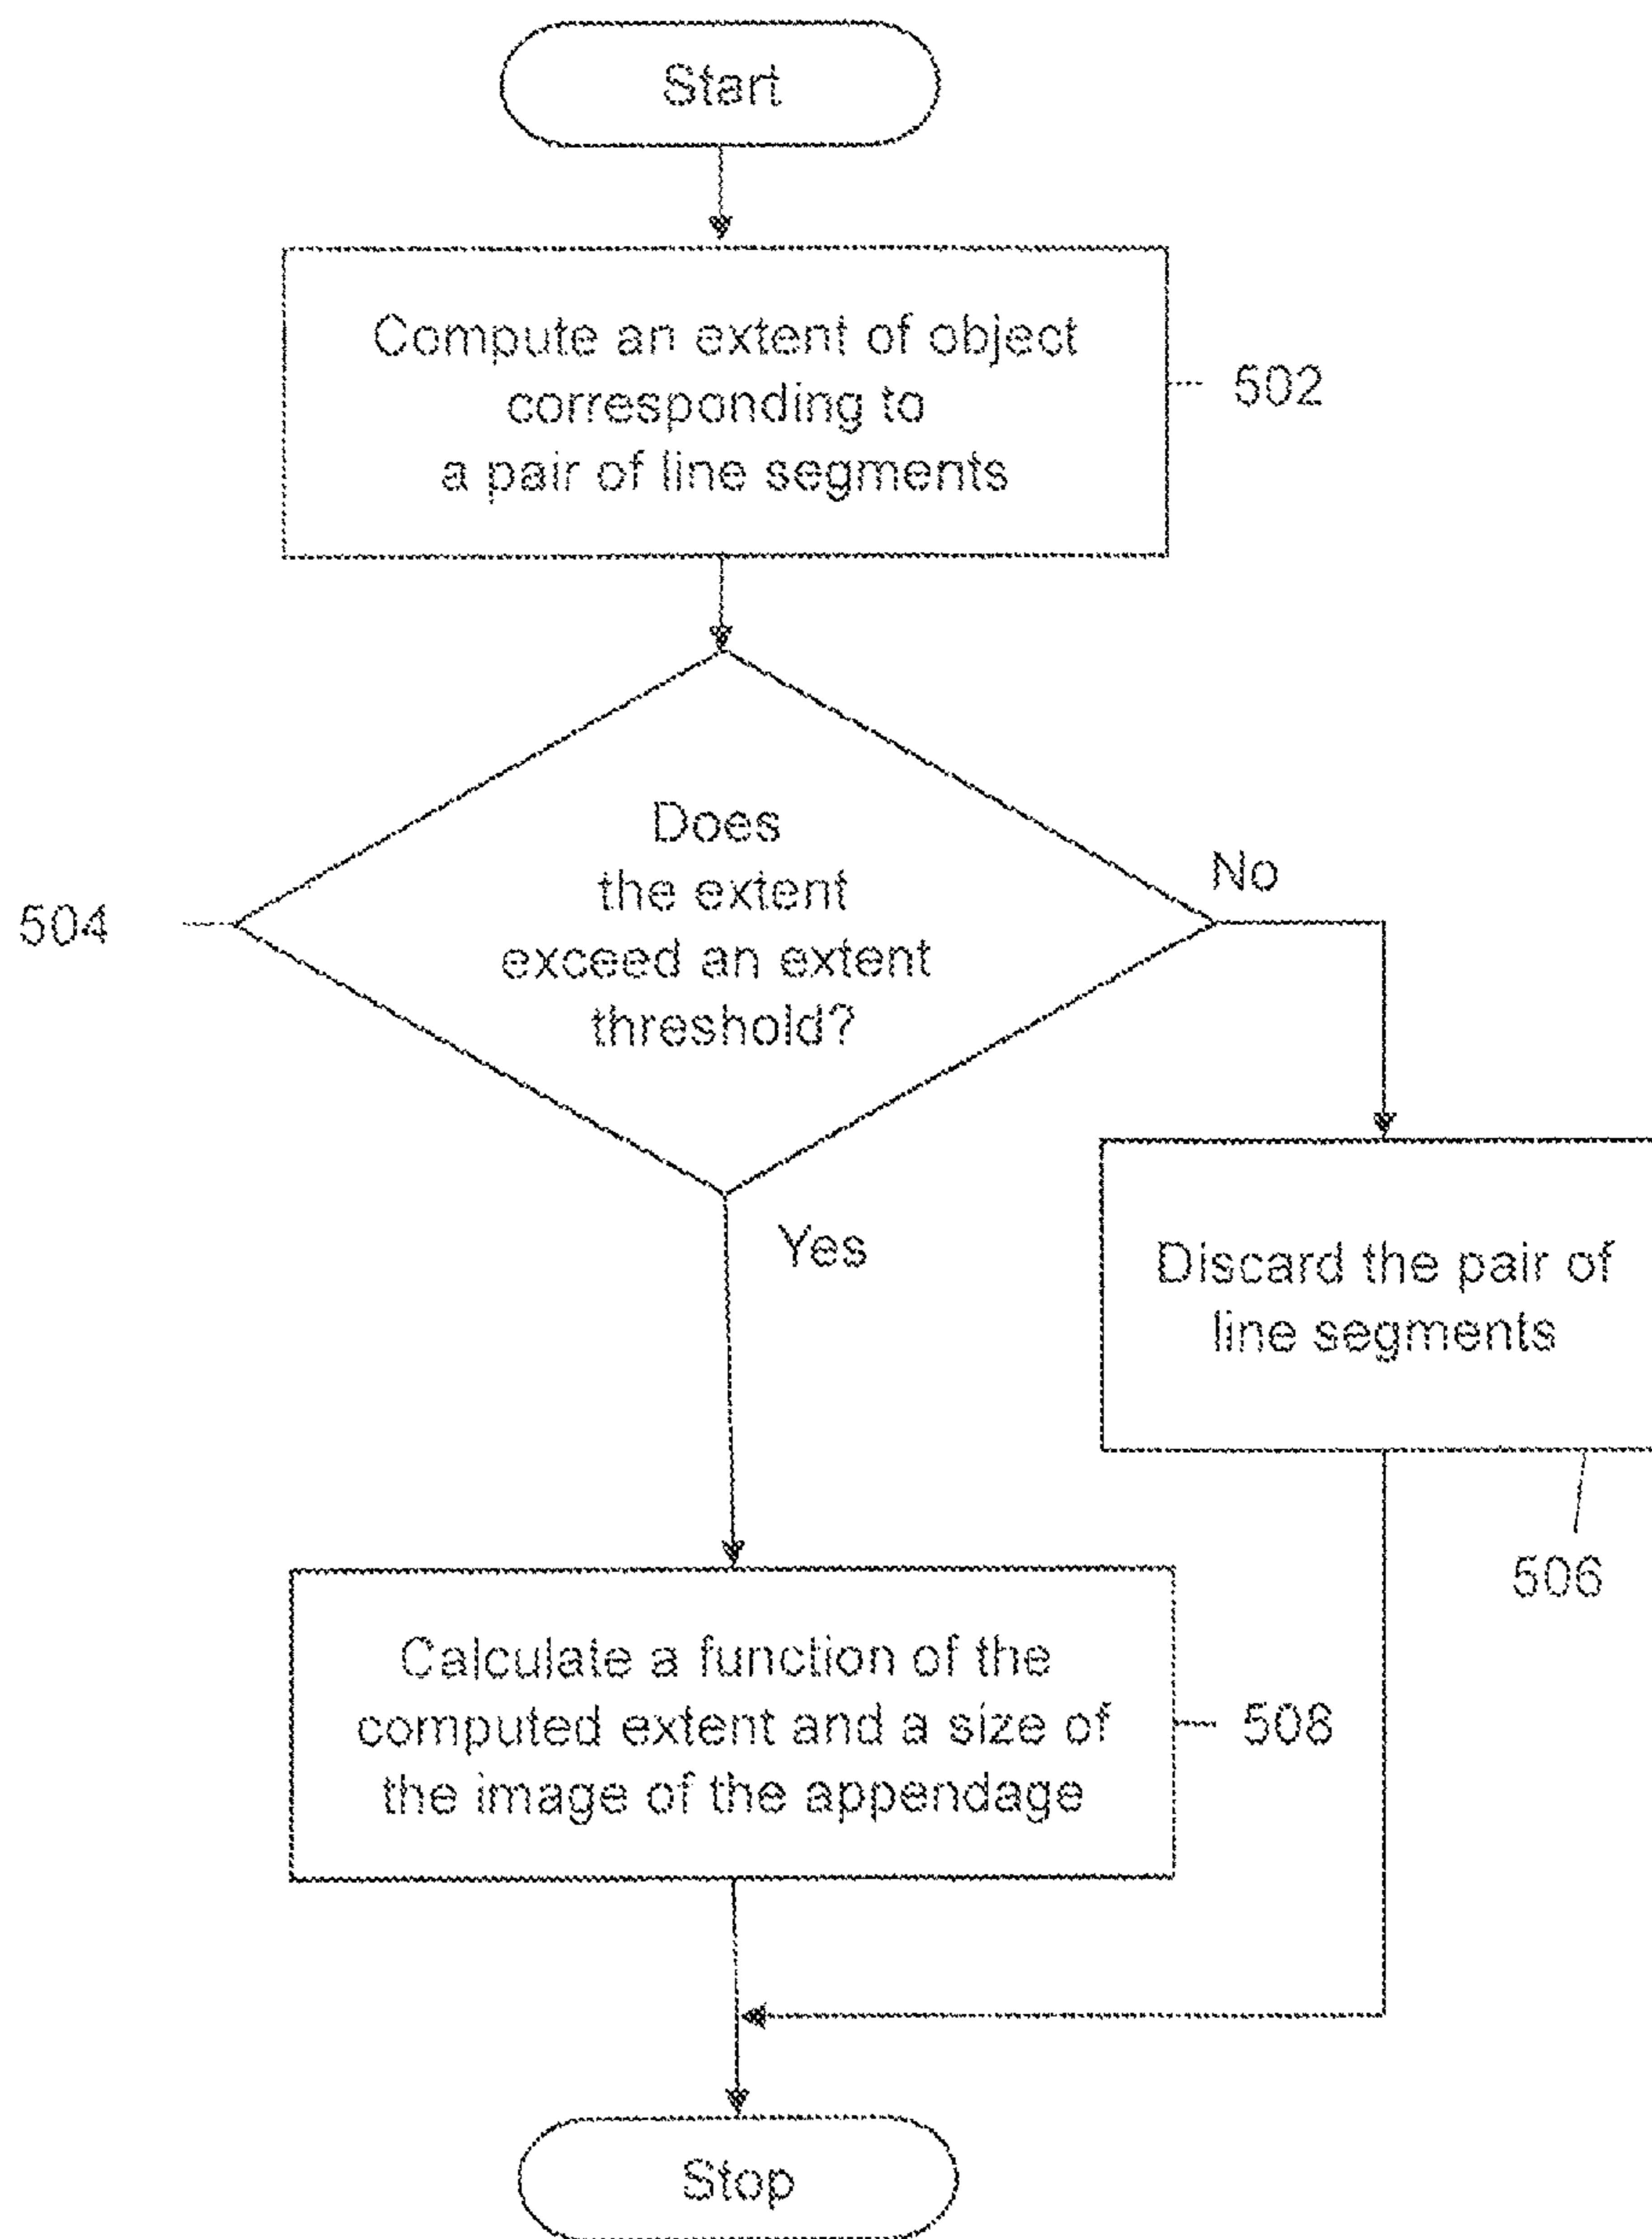 Start
Compute an extent of object
corresponding to
a pair of line segments
502
Does
the extent
exceed an extent
threshold?
504
No
Yes
Discard the pair of
line segments
506
Calculate a function of the
computed extent and a size of
the image of the appendage
508
Stop